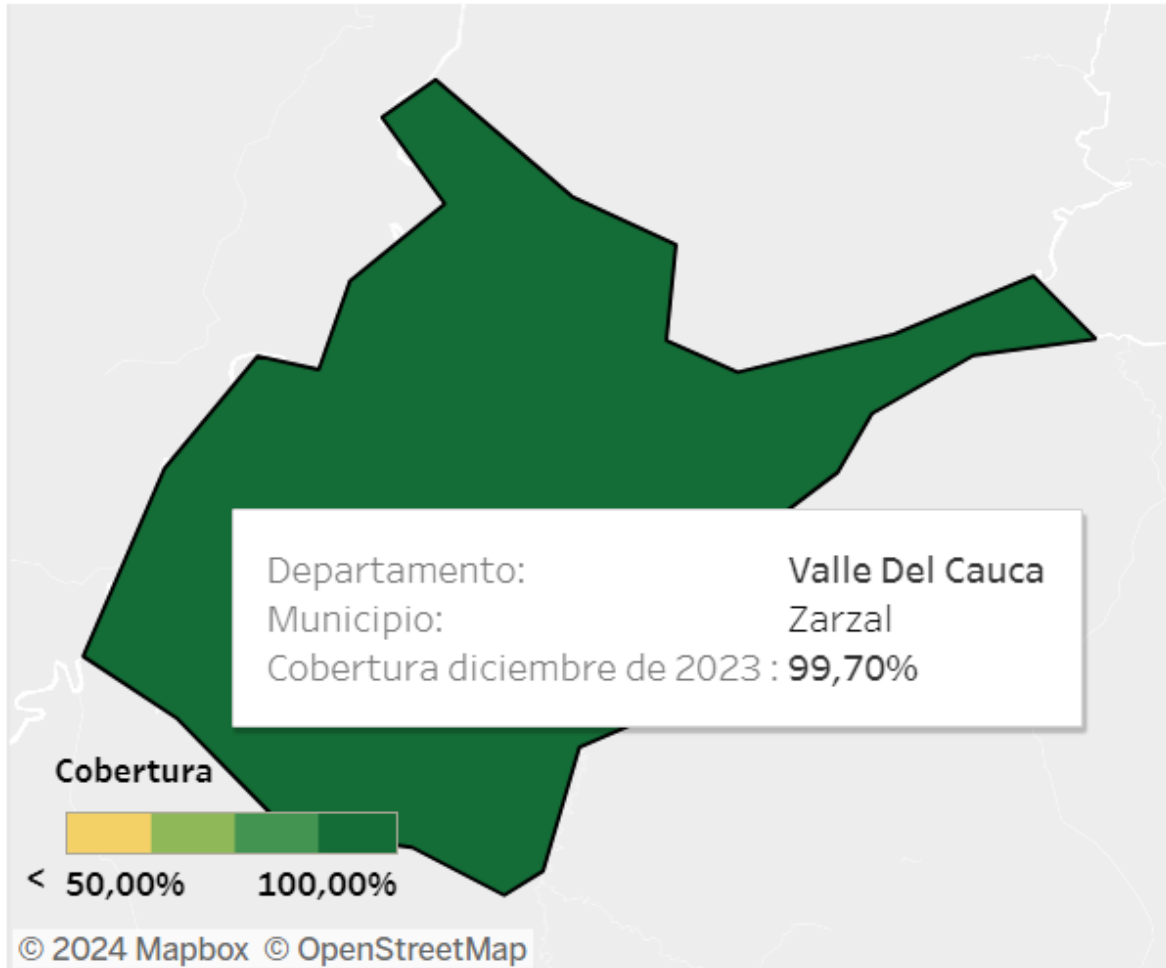 Departamento: Valle Del Cauca
Municipio: Zarzal
Cobertura diciembre de 2023 : 99,70%
Cobertura
< 50,00% 100,00%
© 2024 Mapbox © OpenStreetMap